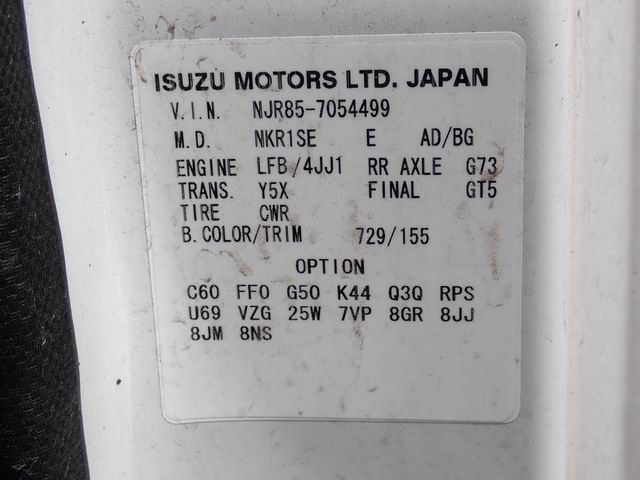 ISUZU MOTORS LTD. JAPAN
V.I.N. NJR85-7054499
M.D. NKR1SE E AD/BG
ENGINE LFB/4JJ1 RR AXLE G73
TRANS. Y5X FINAL GT5
TIRE CWR
B.COLOR/TRIM 729/155
OPTION
C60 FF0 G50 K44 Q3Q RPS
U69 VZG 25W 7VP 8GR 8JJ
8JM 8NS